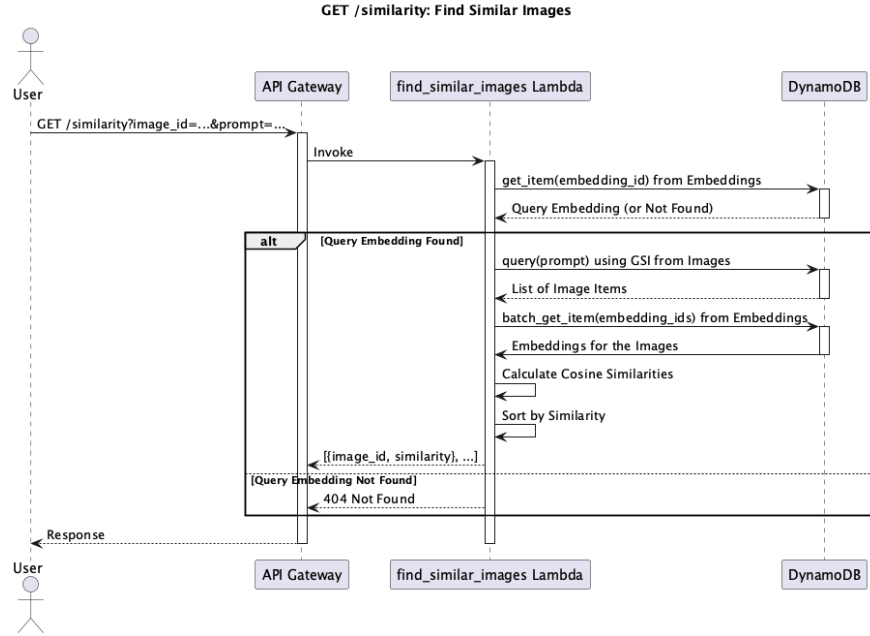 GET /similarity: Find Similar Images
User
API Gateway
find_similar_images Lambda
DynamoDB
GET /similarity?image_id=...&prompt=...
Invoke
get_item(embedding_id) from Embeddings
Query Embedding (or Not Found)
alt
[Query Embedding Found]
query(prompt) using GSI from Images
List of Image Items
batch_get_item(embedding_ids) from Embeddings
Embeddings for the Images
Calculate Cosine Similarities
Sort by Similarity
[{image_id, similarity}, ...]
[Query Embedding Not Found]
404 Not Found
Response
User
API Gateway
find_similar_images Lambda
DynamoDB